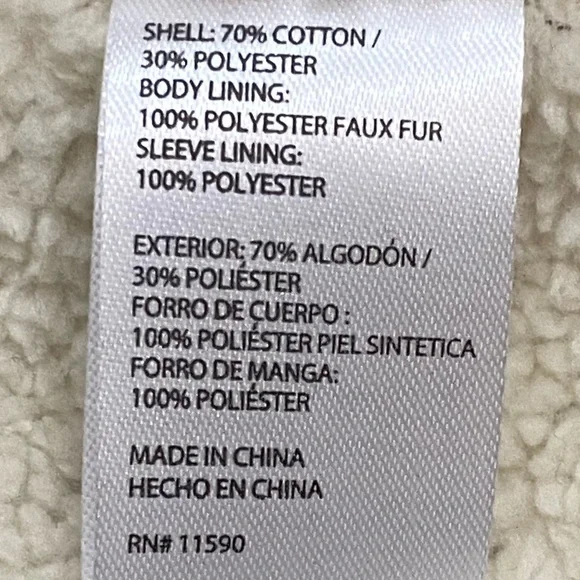 SHELL: 70% COTTON /
30% POLYESTER
BODY LINING:
100% POLYESTER FAUX FUR
SLEEVE LINING:
100% POLYESTER
EXTERIOR: 70% ALGODÓN /
30% POLIÉSTER
FORRO DE CUERPO :
100% POLIÉSTER PIEL SINTETICA
FORRO DE MANGA:
100% POLIÉSTER
MADE IN CHINA
HECHO EN CHINA
RN# 11590